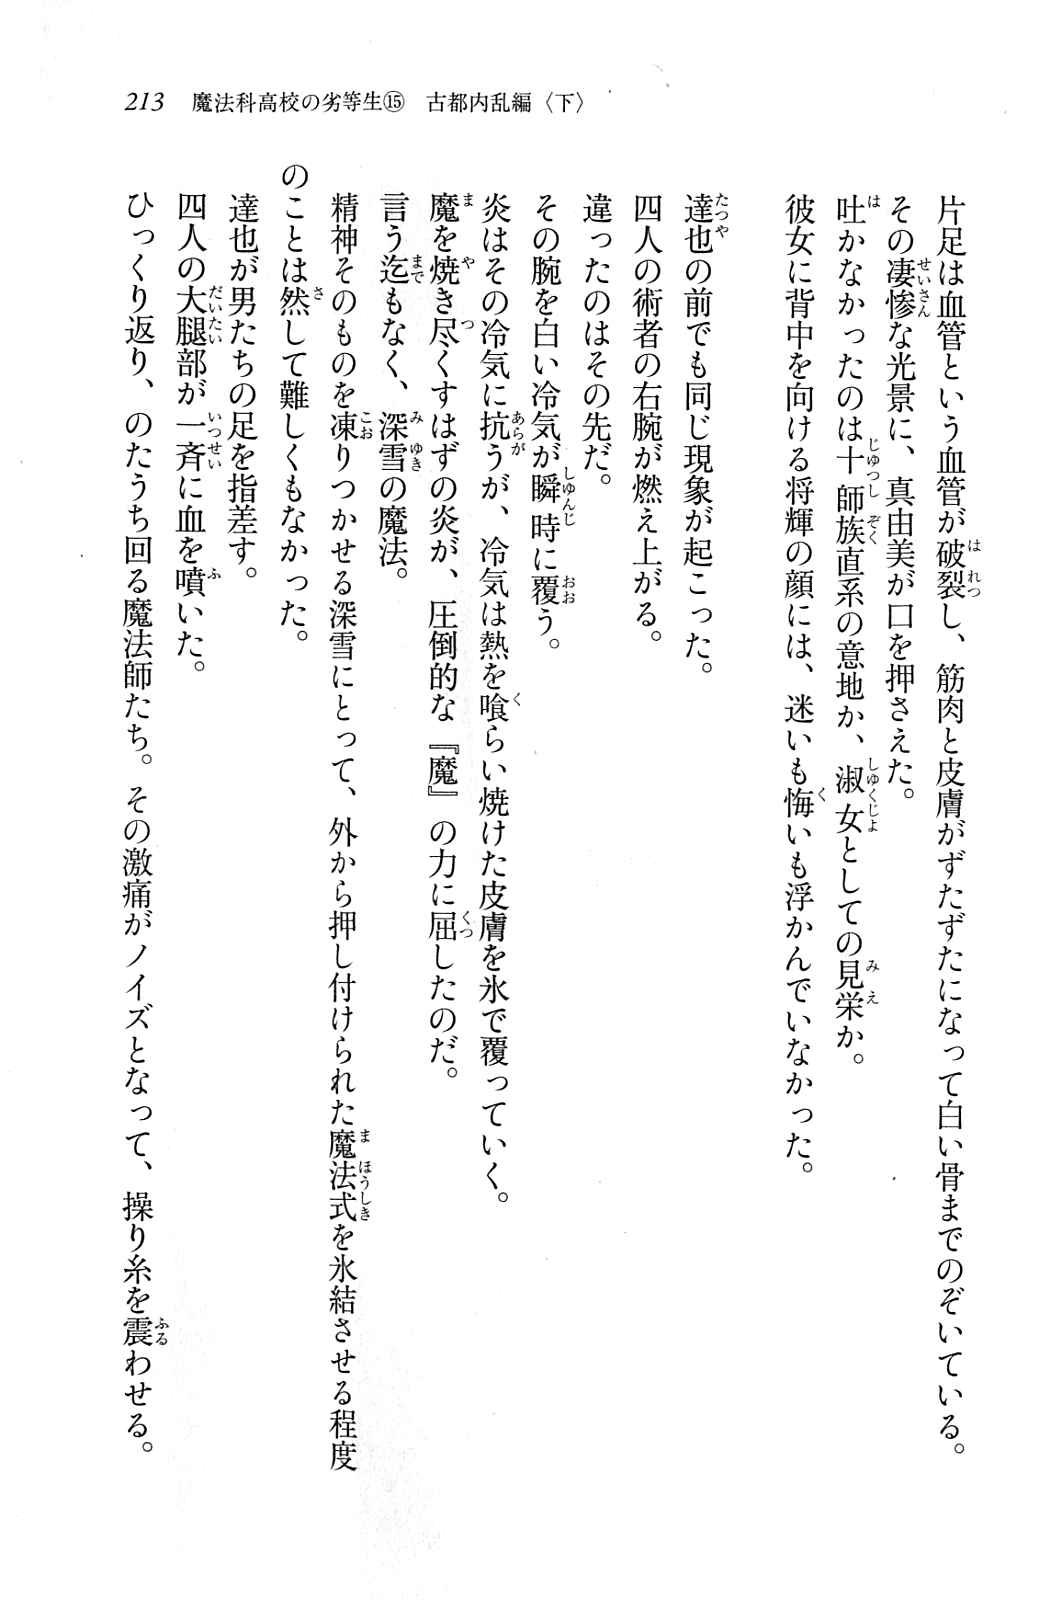 213　魔法科高校の劣等生⑮　古都内乱編〈下〉
片足は血管という血管が破裂し、筋肉と皮膚がずたずたになって白い骨までのぞいている。
その凄惨な光景に、真由美が口を押さえた。
吐かなかったのは十師族直系の意地か、淑女としての見栄か。
彼女に背中を向ける将輝の顔には、迷いも悔いも浮かんでいなかった。
達也の前でも同じ現象が起こった。
四人の術者の右腕が燃え上がる。
違ったのはその先だ。
その腕を白い冷気が瞬時に覆う。
炎はその冷気に抗うが、冷気は熱を喰らい焼けた皮膚を氷で覆っていく。
魔を焼き尽くすはずの炎が、圧倒的な『魔』の力に屈したのだ。
言う迄もなく、深雪の魔法。
精神そのものを凍りつかせる深雪にとって、外から押し付けられた魔法式を氷結させる程度
のことは然して難しくもなかった。
達也が男たちの足を指差す。
四人の大腿部が一斉に血を噴いた。
ひっくり返り、のたうち回る魔法師たち。その激痛がノイズとなって、操り糸を震わせる。